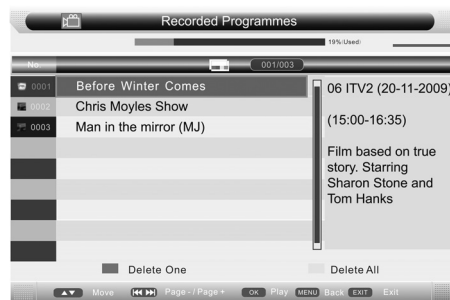 Recorded Programmes
19%(Used)
No. 001/003
0001 Before Winter Comes
0002 Chris Moyles Show
0003 Man in the mirror (MJ)
06 ITV2 (20-11-2009)
(15:00-16:35)
Film based on true
story. Starring
Sharon Stone and
Tom Hanks
Delete One Delete All
Move Page - / Page + OK Play MENU Back EXIT Exit